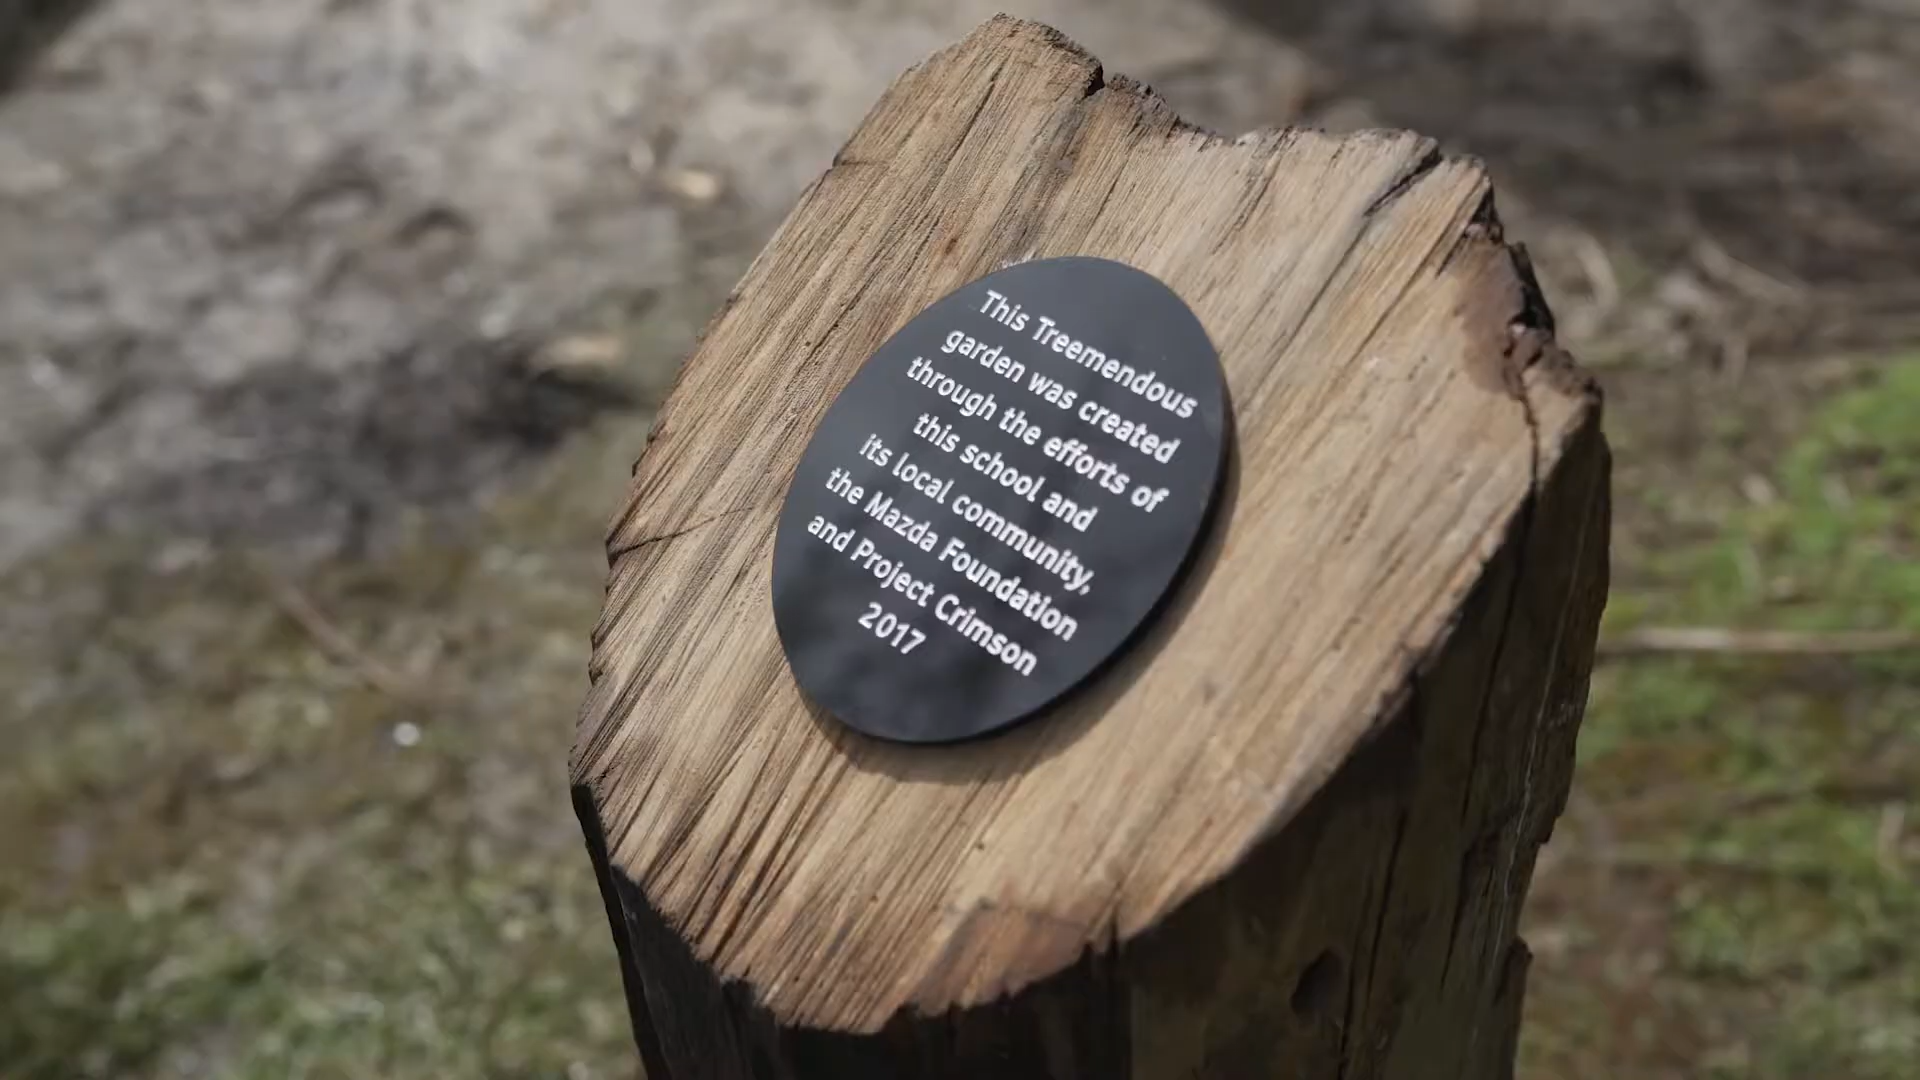 This Treemendous
garden was created
through the efforts of
this school and
its local community,
the Mazda Foundation
and Project Crimson
2017